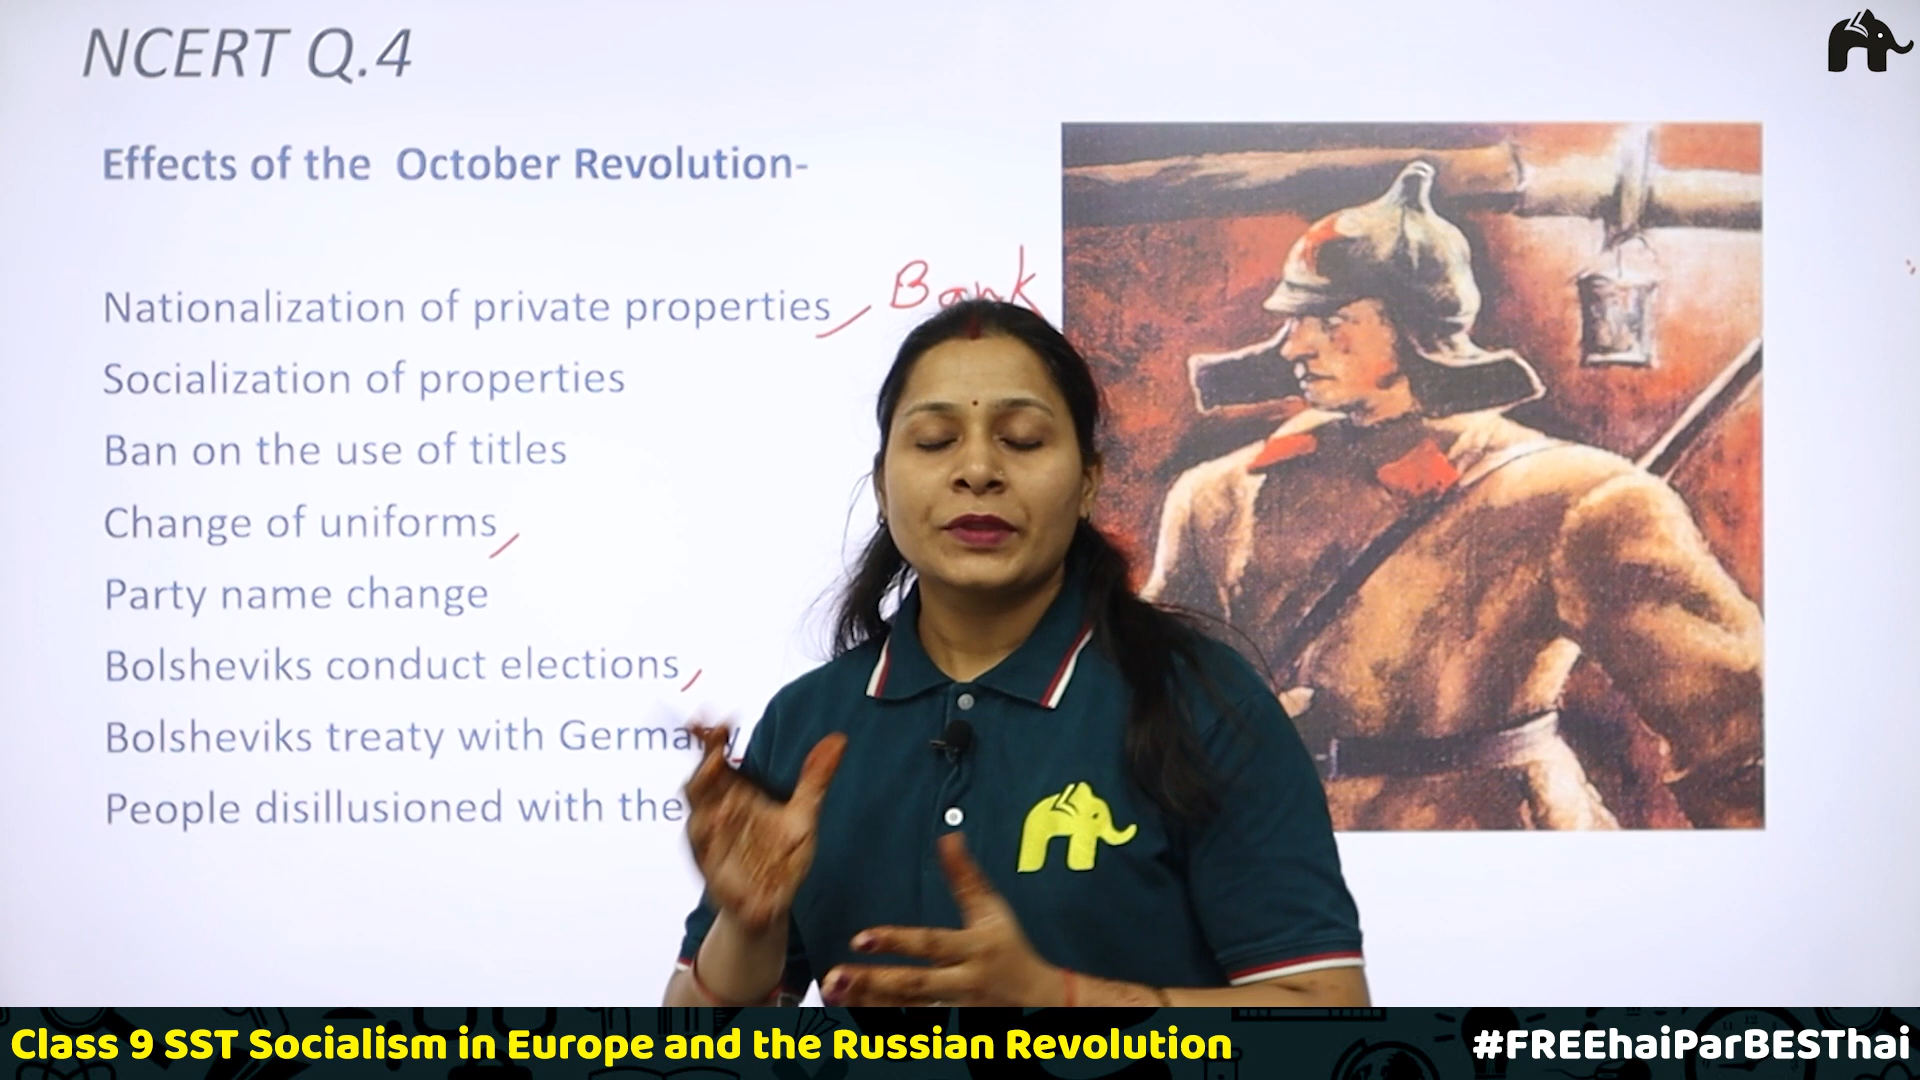 NCERT Q.4
Effects of the October Revolution-
Nationalization of private properties Bank
Socialization of properties
Ban on the use of titles
Change of uniforms
Party name change
Bolsheviks conduct elections
Bolsheviks treaty with Germany
People disillusioned with the
Class 9 SST Socialism in Europe and the Russian Revolution
#FREEhaiParBESThai